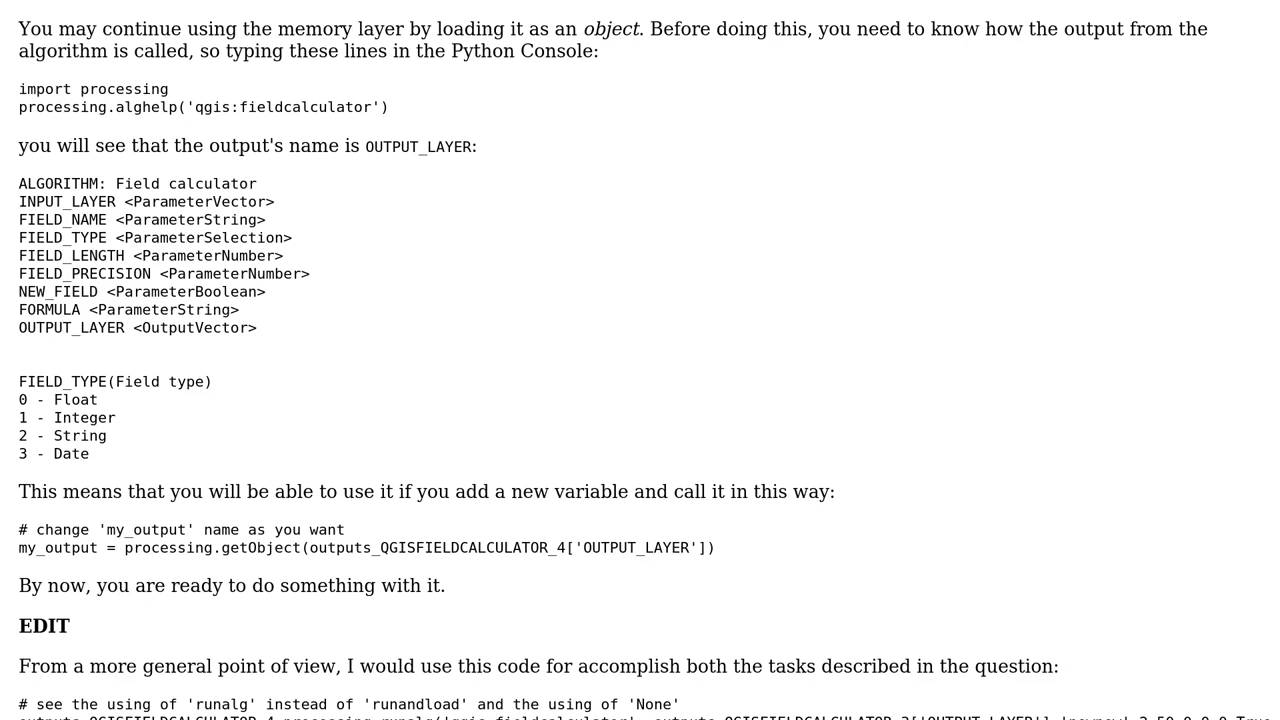 You may continue using the memory layer by loading it as an object. Before doing this, you need to know how the output from the
algorithm is called, so typing these lines in the Python Console:
import processing
processing.alghelp('qgis:fieldcalculator')
you will see that the output's name is OUTPUT_LAYER:
ALGORITHM: Field calculator
INPUT_LAYER <ParameterVector>
FIELD_NAME <ParameterString>
FIELD_TYPE <ParameterSelection>
FIELD_LENGTH <ParameterNumber>
FIELD_PRECISION <ParameterNumber>
NEW_FIELD <ParameterBoolean>
FORMULA <ParameterString>
OUTPUT_LAYER <OutputVector>
FIELD_TYPE(Field type)
0 - Float
1 - Integer
2 - String
3 - Date
This means that you will be able to use it if you add a new variable and call it in this way:
# change 'my_output' name as you want
my_output = processing.getObject(outputs_QGISFIELDCALCULATOR_4['OUTPUT_LAYER'])
By now, you are ready to do something with it.
EDIT
From a more general point of view, I would use this code for accomplish both the tasks described in the question:
# see the using of 'runalg' instead of 'runandload' and the using of 'None'